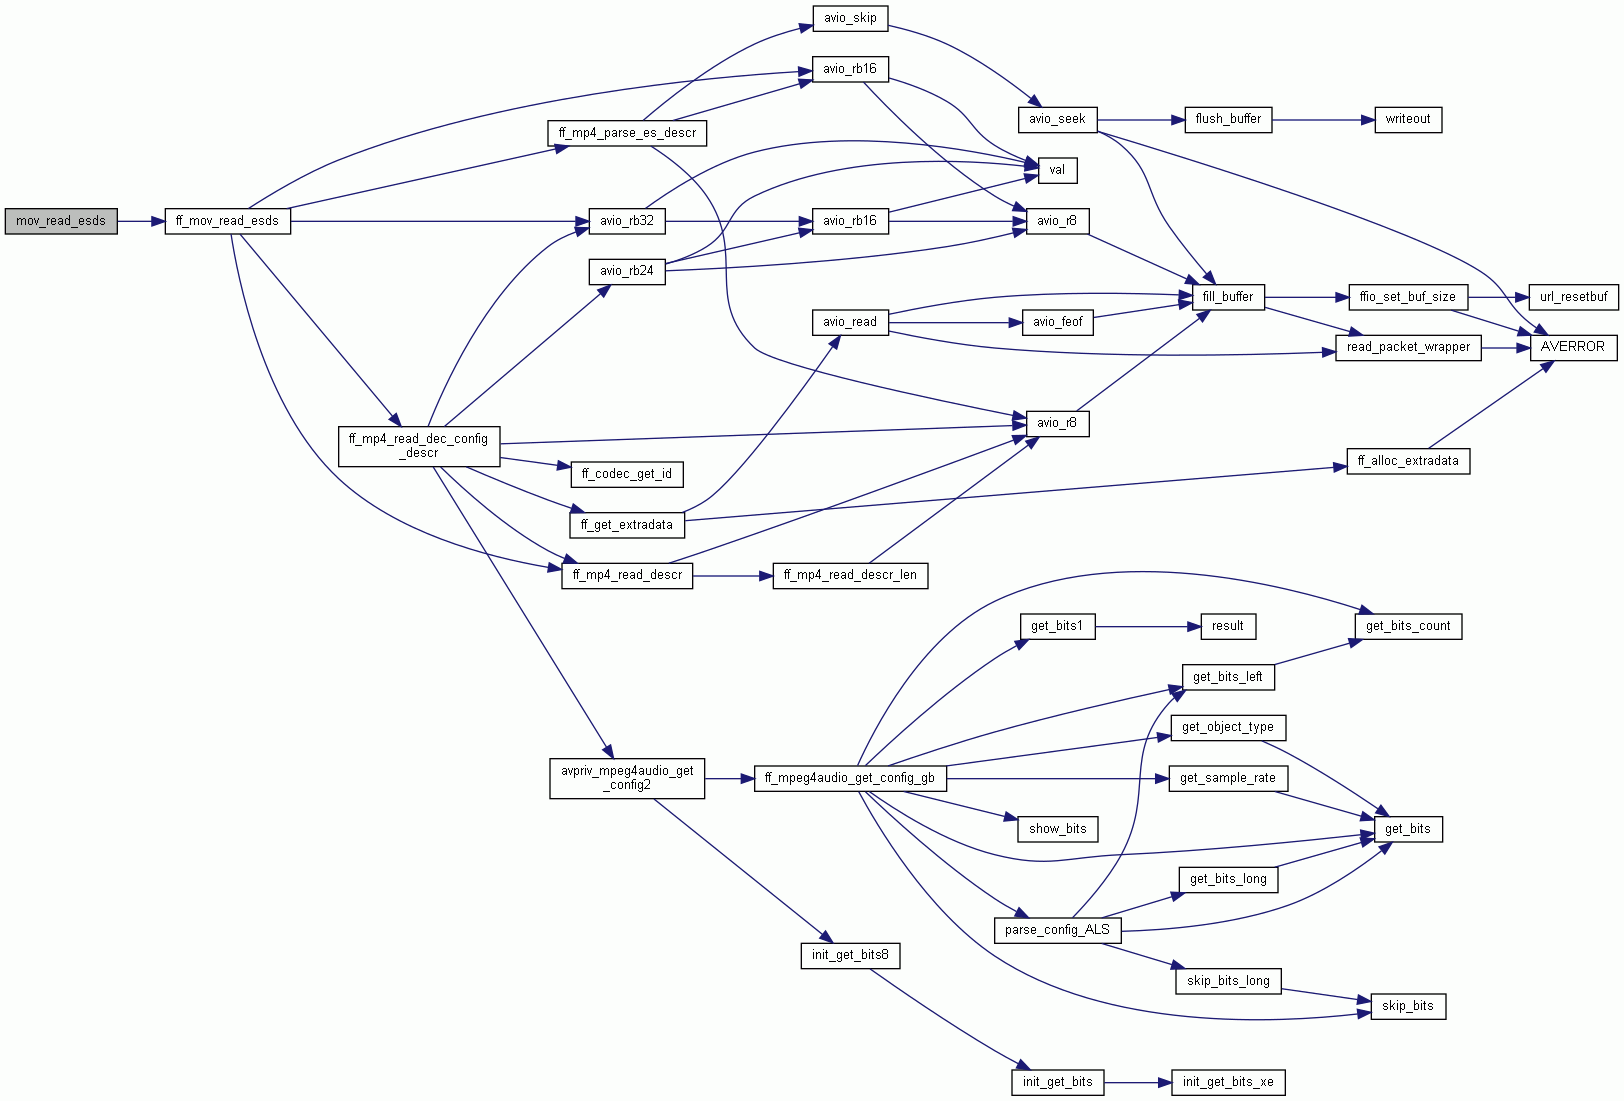 avio_skip
avio_rb16
avio_seek
flush_buffer
writeout
ff_mp4_parse_es_descr
val
mov_read_esds
ff_mov_read_esds
avio_rb32
avio_rb16
avio_r8
avio_rb24
fill_buffer
ffio_set_buf_size
url_resetbuf
avio_read
avio_feof
read_packet_wrapper
AVERROR
avio_r8
ff_mp4_read_dec_config
_descr
ff_codec_get_id
ff_alloc_extradata
ff_get_extradata
ff_mp4_read_descr
ff_mp4_read_descr_len
get_bits1
result
get_bits_count
get_bits_left
get_object_type
avpriv_mpeg4audio_get
_config2
ff_mpeg4audio_get_config_gb
get_sample_rate
show_bits
get_bits
get_bits_long
parse_config_ALS
init_get_bits8
skip_bits_long
skip_bits
init_get_bits
init_get_bits_xe